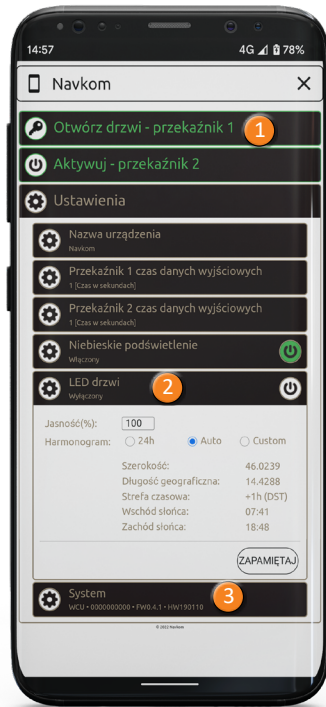 14:57 4G 78%
Navkom
Otwórz drzwi - przekaźnik 1 1
Aktywuj - przekaźnik 2
Ustawienia
Nazwa urządzenia
Navkom
Przekaźnik 1 czas danych wyjściowych
1 [Czas w sekundach]
Przekaźnik 2 czas danych wyjściowych
1 [Czas w sekundach]
Niebieskie podświetlenie
Włączony
LED drzwi 2
Wyłączony
Jasność(%): 100
Harmonogram: 24h Auto Custom
Szerokość: 46.0239
Długość geograficzna: 14.4288
Strefa czasowa: +1h (DST)
Wschód słońca: 07:41
Zachód słońca: 18:48
ZAPAMIĘTAJ
System 3
WCU • 0000000000 • FW0.4.1 • HW190110
© 2022 Navkom